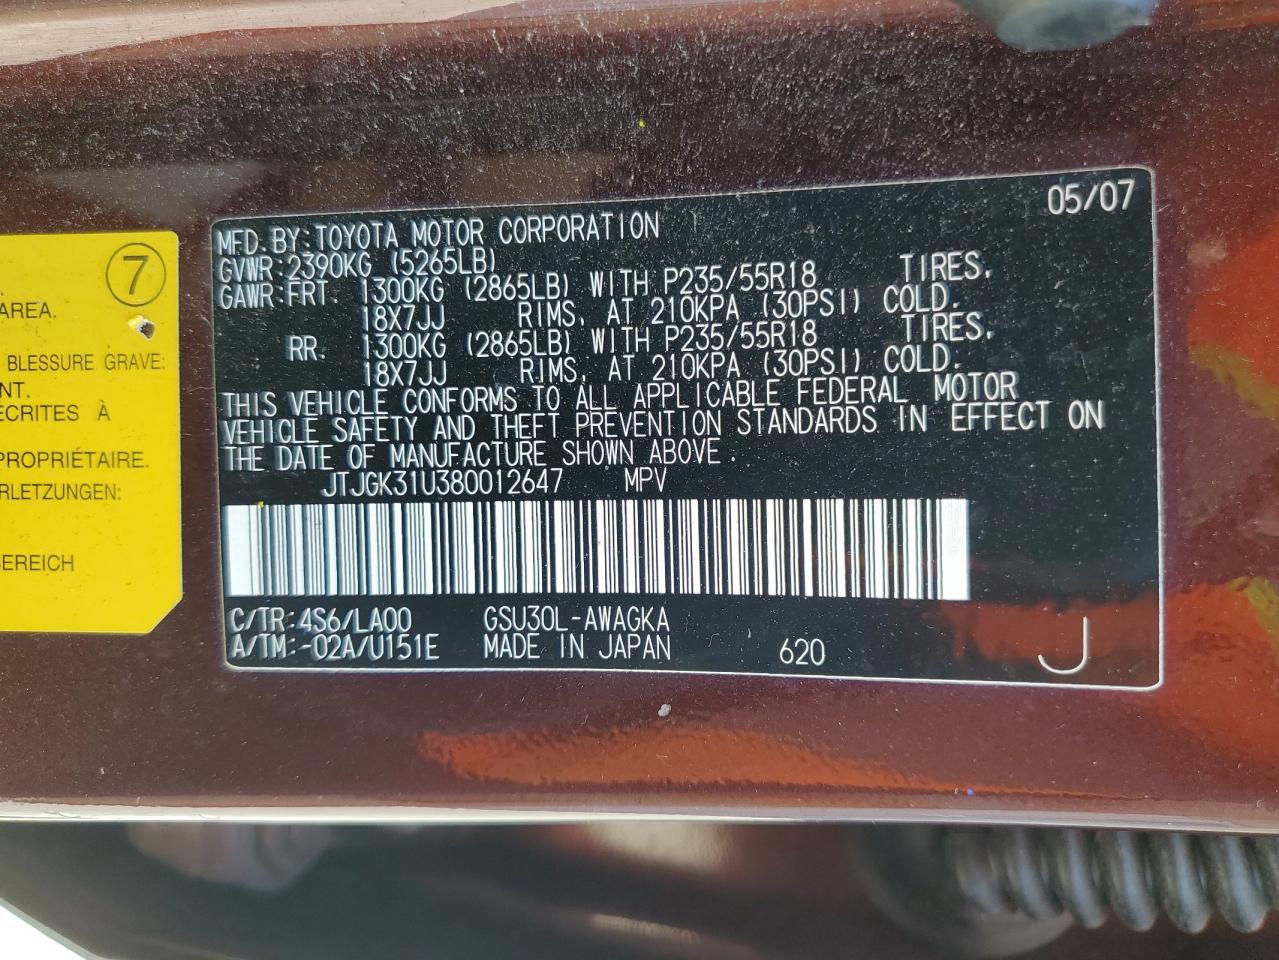 7
AREA.
BLESSURE GRAVE:
NT.
ECRITES À
PROPRIÉTAIRE.
RLETZUNGEN:
BEREICH
05/07
MFD. BY: TOYOTA MOTOR CORPORATION
GVWR: 2390KG (5265LB)
GAWR: FRT. 1300KG (2865LB) WITH P235/55R18 TIRES,
18X7JJ RIMS, AT 210KPA (30PSI) COLD.
RR. 1300KG (2865LB) WITH P235/55R18 TIRES,
18X7JJ RIMS, AT 210KPA (30PSI) COLD.
THIS VEHICLE CONFORMS TO ALL APPLICABLE FEDERAL MOTOR
VEHICLE SAFETY AND THEFT PREVENTION STANDARDS IN EFFECT ON
THE DATE OF MANUFACTURE SHOWN ABOVE.
JTJGK31U380012647 MPV
C/TR: 4S6/LA00 GSU30L-AWAGKA
A/TM: -02A/U151E MADE IN JAPAN 620 J